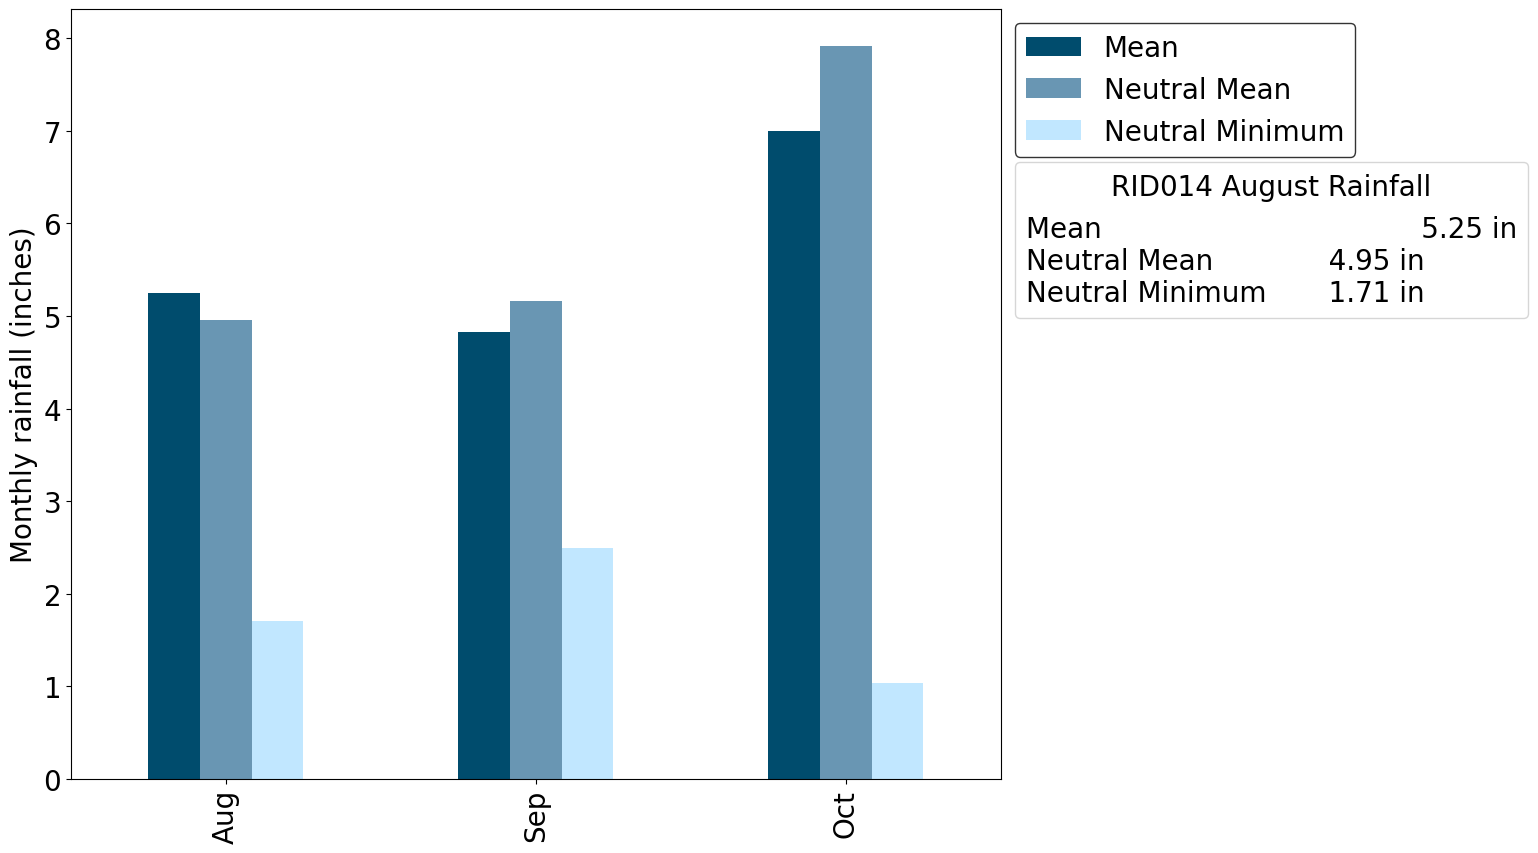 Monthly rainfall (inches)
8
7
6
5
4
3
2
1
0
Aug
Sep
Oct
Mean
Neutral Mean
Neutral Minimum
RID014 August Rainfall
Mean 5.25 in
Neutral Mean 4.95 in
Neutral Minimum 1.71 in